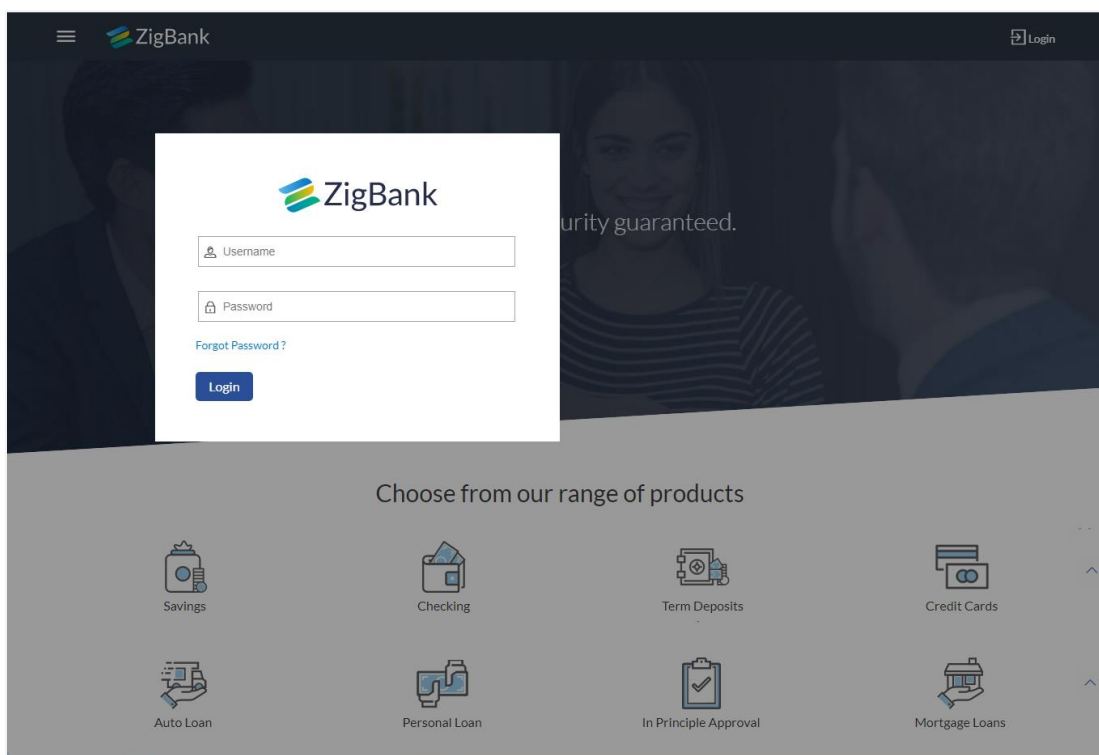 ZigBank
Login
ZigBank
urity guaranteed.
Username
Password
Forgot Password ?
Login
Choose from our range of products
Savings
Checking
Term Deposits
Credit Cards
Auto Loan
Personal Loan
In Principle Approval
Mortgage Loans